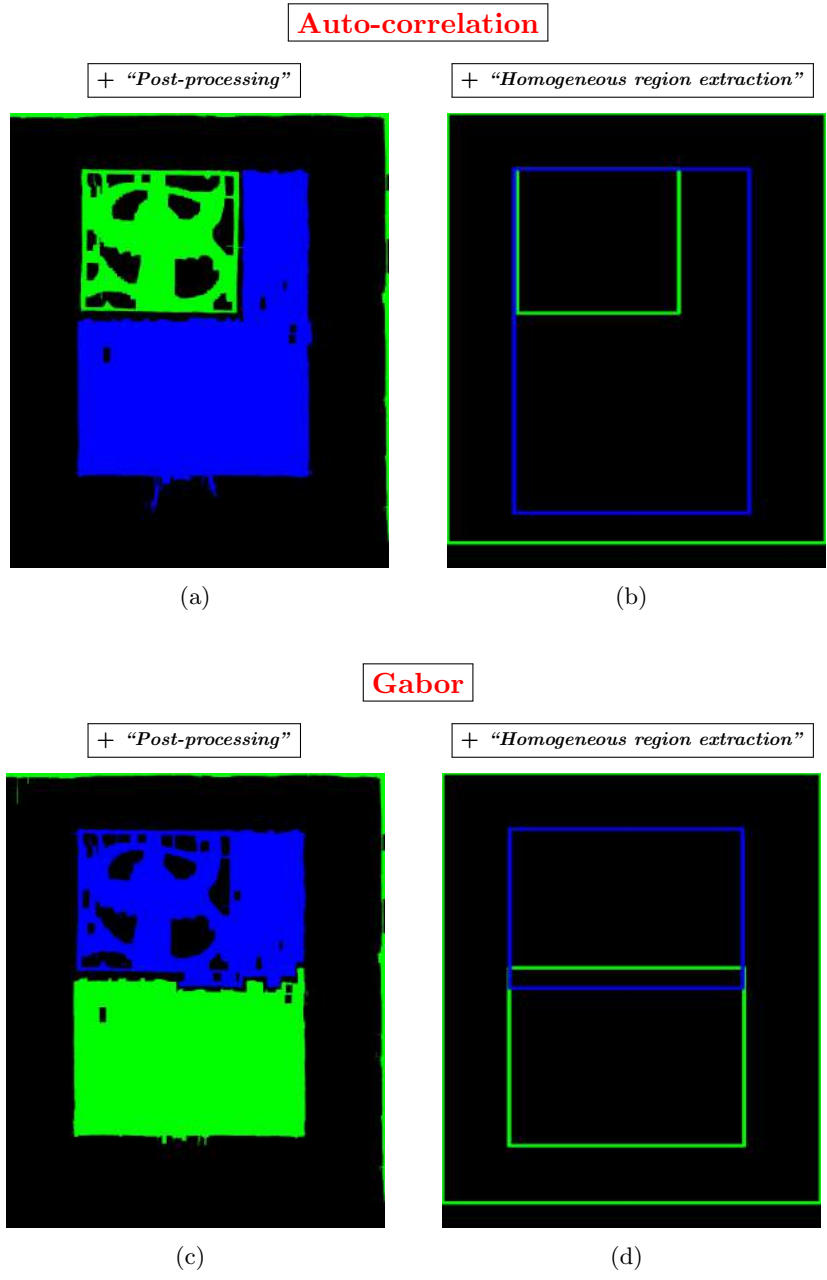 Auto-correlation
+ “Post-processing”
+ “Homogeneous region extraction”
(a)
(b)
Gabor
+ “Post-processing”
+ “Homogeneous region extraction”
(c)
(d)